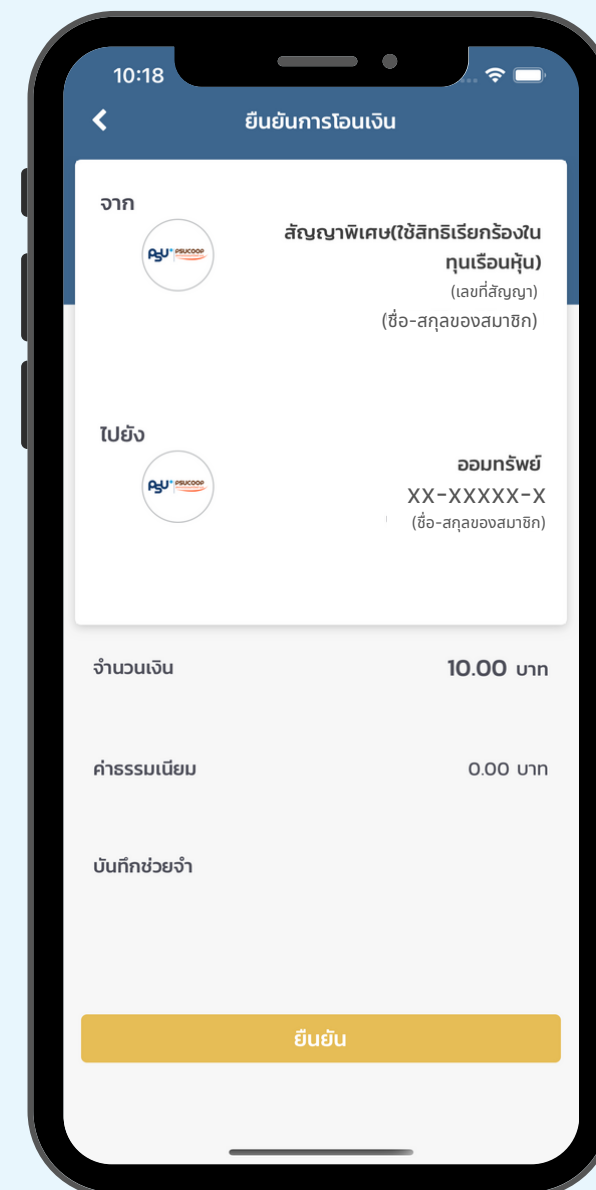 10:18
ยืนยันการโอนเงิน
จาก
PSU PSUCOOP
สัญญาพิเศษ(ใช้สิทธิเรียกร้องใน
ทุนเรือนหุ้น)
(เลขที่สัญญา)
(ชื่อ-สกุลของสมาชิก)
ไปยัง
PSU PSUCOOP
ออมทรัพย์
XX-XXXXX-X
(ชื่อ-สกุลของสมาชิก)
จำนวนเงิน 10.00 บาท
ค่าธรรมเนียม 0.00 บาท
บันทึกช่วยจำ
ยืนยัน